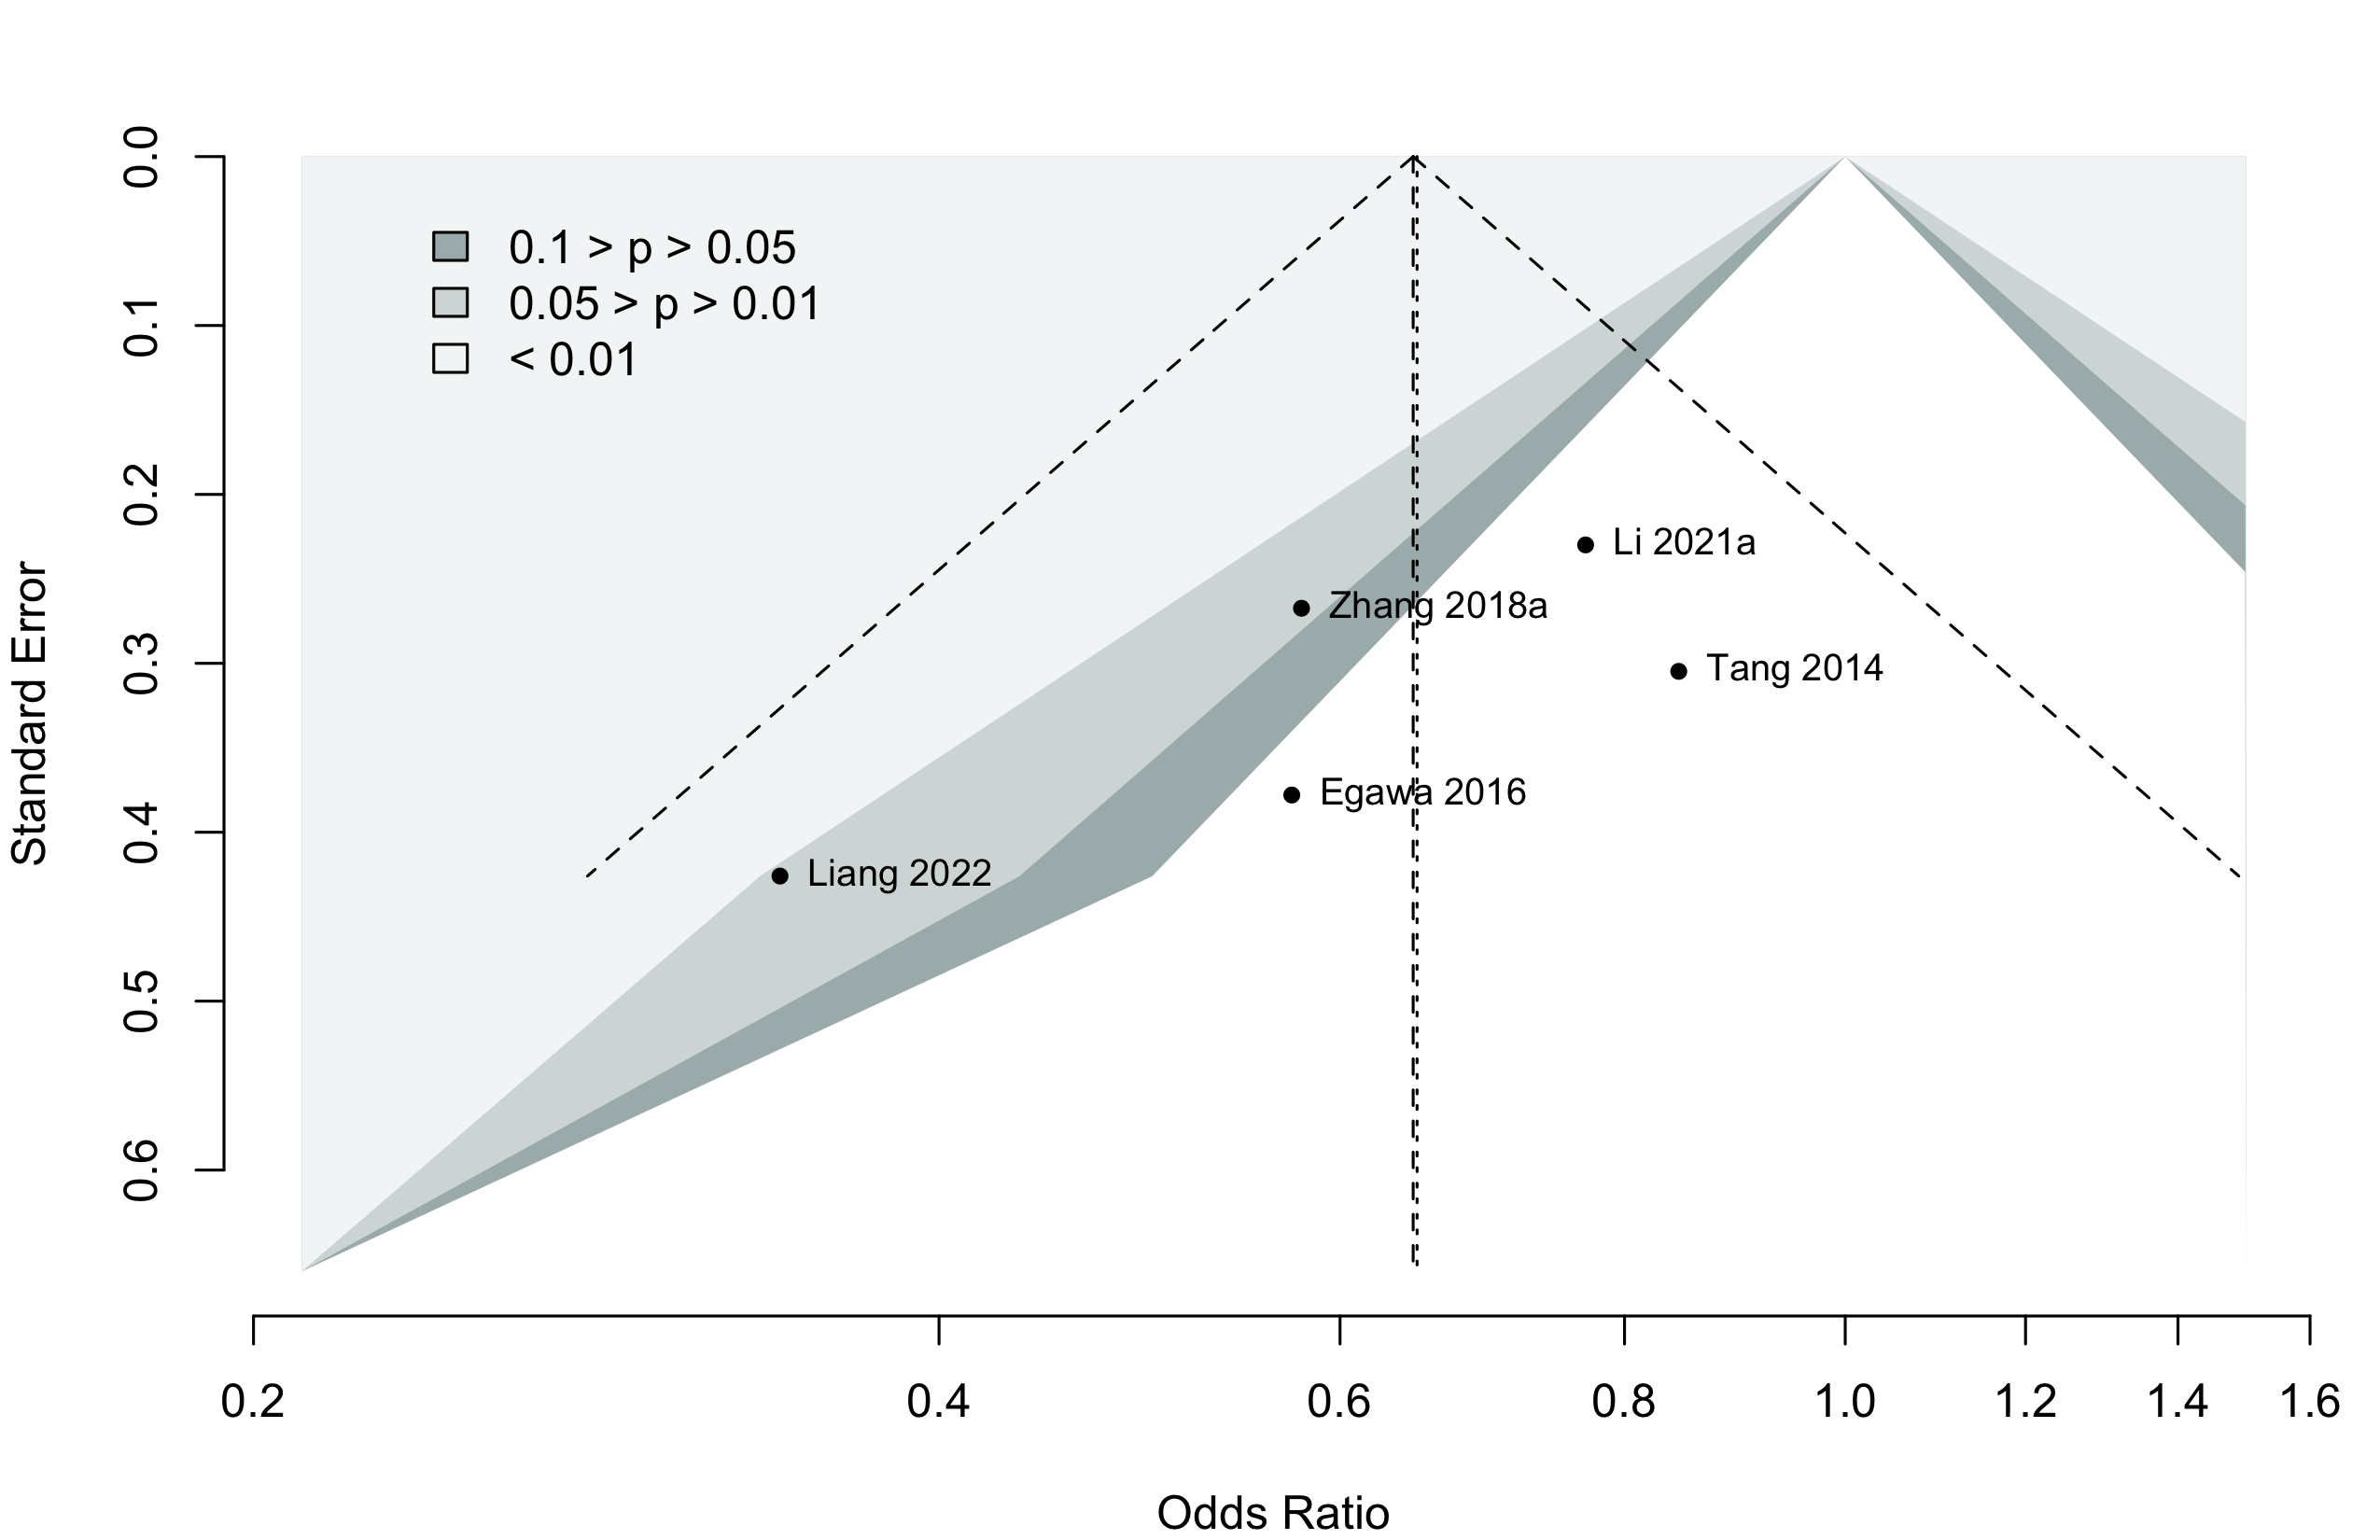 0.1 > p > 0.05
0.05 > p > 0.01
< 0.01
Standard Error
0.0
0.1
0.2
0.3
0.4
0.5
0.6
Li 2021a
Zhang 2018a
Tang 2014
Egawa 2016
Liang 2022
0.2 0.4 0.6 0.8 1.0 1.2 1.4 1.6
Odds Ratio